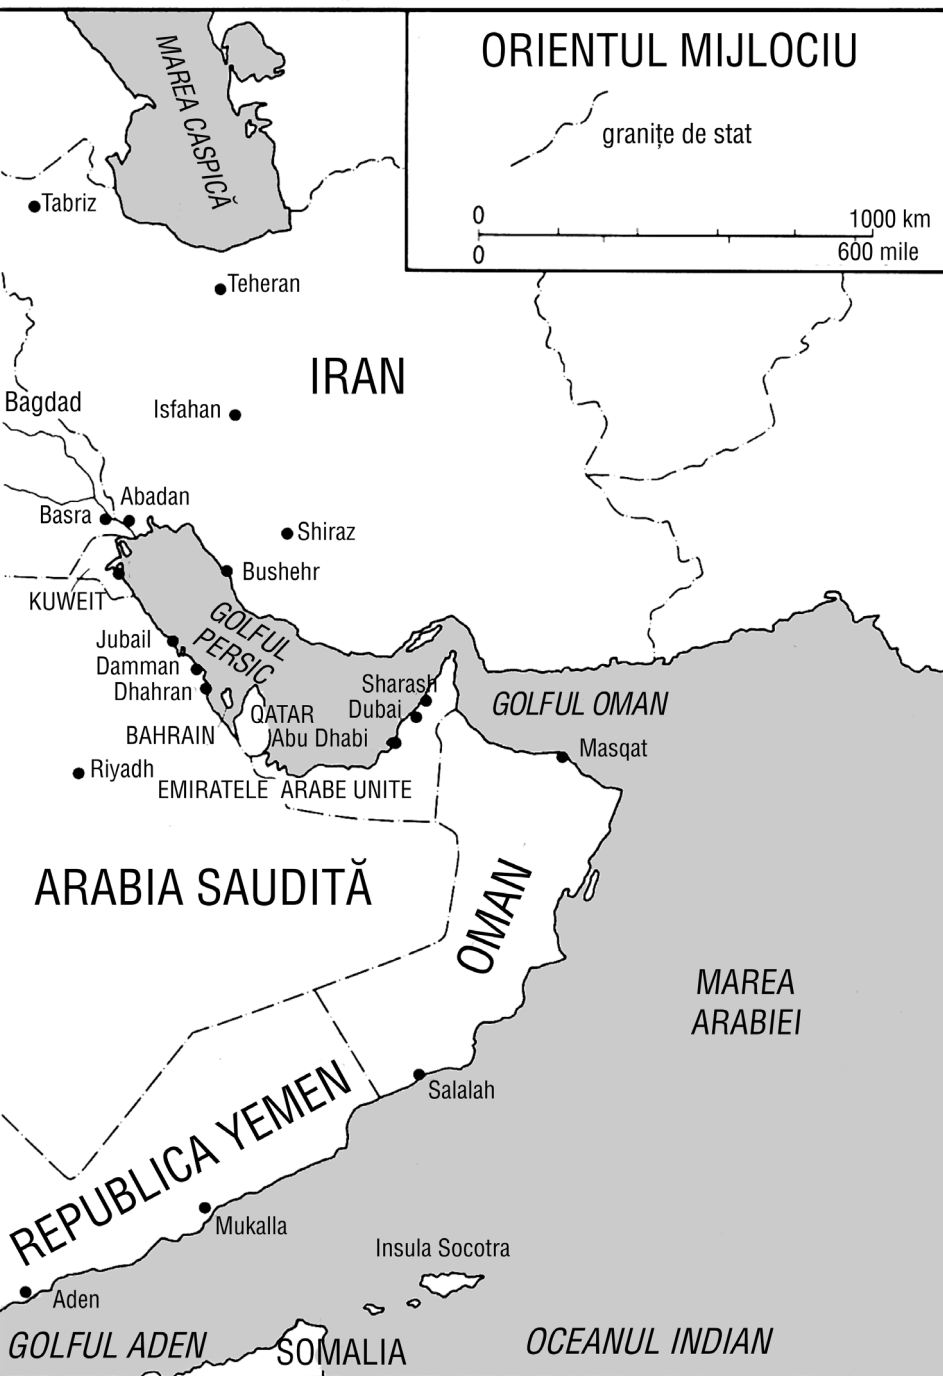 ORIENTUL MIJLOCIU
granițe de stat
0
1000 km
0
600 mile
MAREA CASPICĂ
Tabriz
Teheran
IRAN
Bagdad
Isfahan
Abadan
Basra
Shiraz
Bushehr
KUWEIT
GOLFUL
PERSIC
Jubail
Damman
Dhahran
Sharash
Dubai
GOLFUL OMAN
QATAR
BAHRAIN
Abu Dhabi
Masqat
Riyadh
EMIRATELE ARABE UNITE
ARABIA SAUDITĂ
OMAN
MAREA
ARABIEI
Salalah
REPUBLICA YEMEN
Mukalla
Insula Socotra
Aden
GOLFUL ADEN
SOMALIA
OCEANUL INDIAN